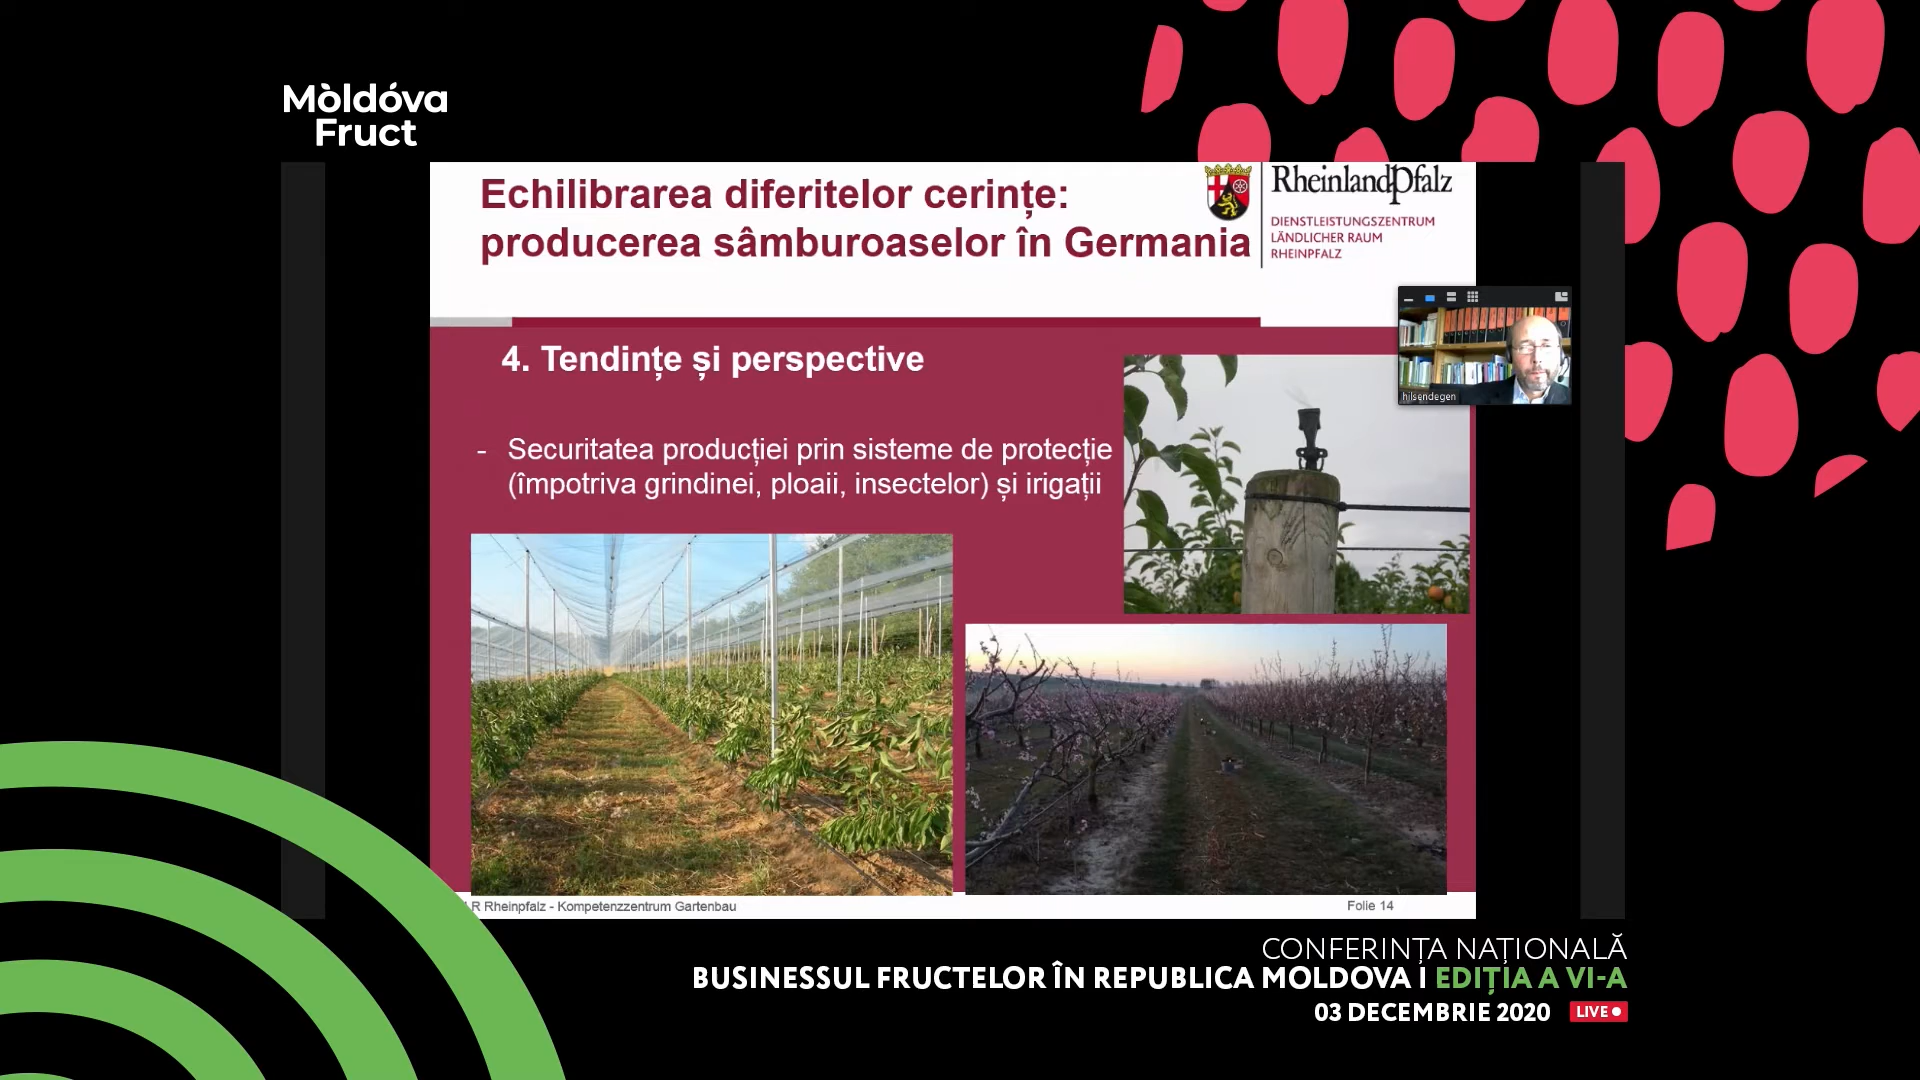 Mòldóva
Fruct
Echilibrarea diferitelor cerințe:
producerea sâmburoaselor în Germania
RheinlandPfalz
DIENSTLEISTUNGSZENTRUM
LÄNDLICHER RAUM
RHEINPFALZ
hilsendegen
4. Tendințe și perspective
- Securitatea producției prin sisteme de protecție
(împotriva grindinei, ploaii, insectelor) și irigații
R Rheinpfalz - Kompetenzzentrum Gartenbau
Folie 14
CONFERINȚA NAȚIONALĂ
BUSINESSUL FRUCTELOR ÎN REPUBLICA MOLDOVA I EDIȚIA A VI-A
03 DECEMBRIE 2020 LIVE